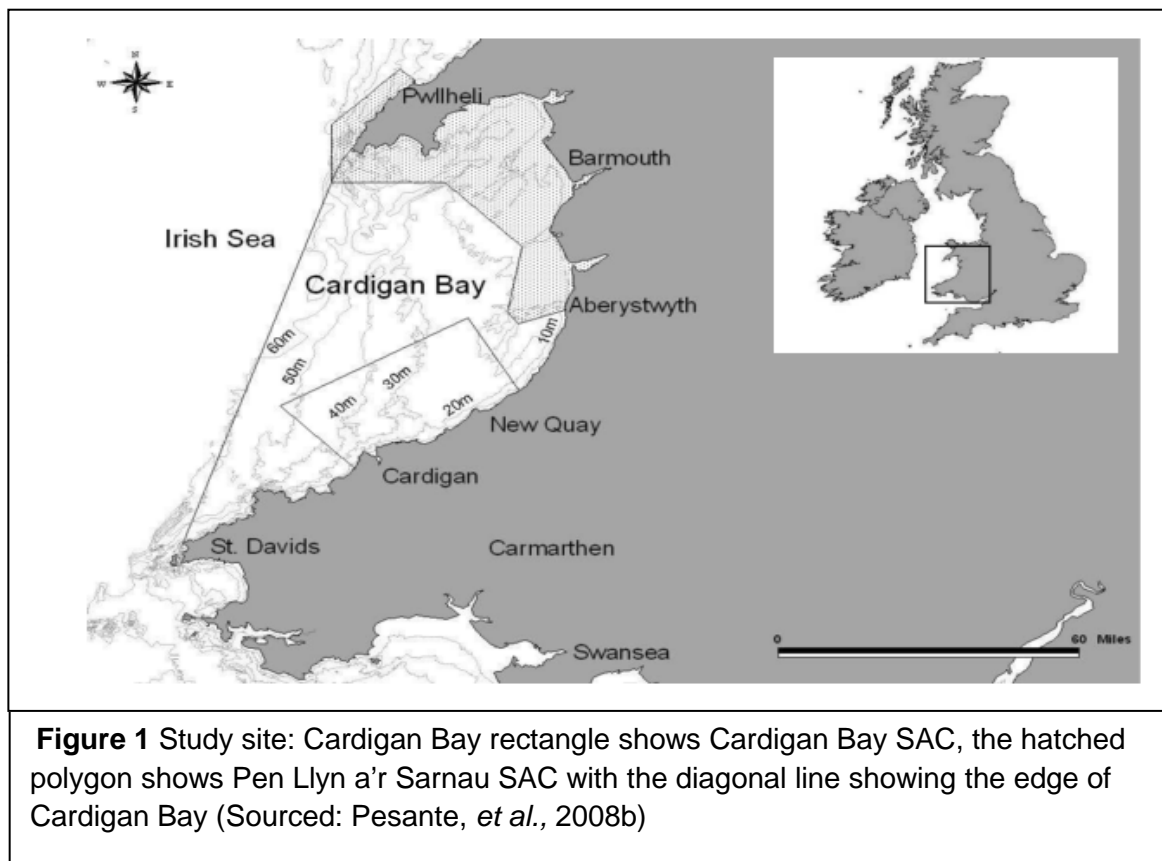 N
W E
S
Pwllheli
Barmouth
Irish Sea
Cardigan Bay
Aberystwyth
60m
50m
10m
30m
40m
20m
New Quay
Cardigan
St. Davids
Carmarthen
0 60 Miles
Swansea
Figure 1 Study site: Cardigan Bay rectangle shows Cardigan Bay SAC, the hatched
polygon shows Pen Llyn a’r Sarnau SAC with the diagonal line showing the edge of
Cardigan Bay (Sourced: Pesante, et al., 2008b)